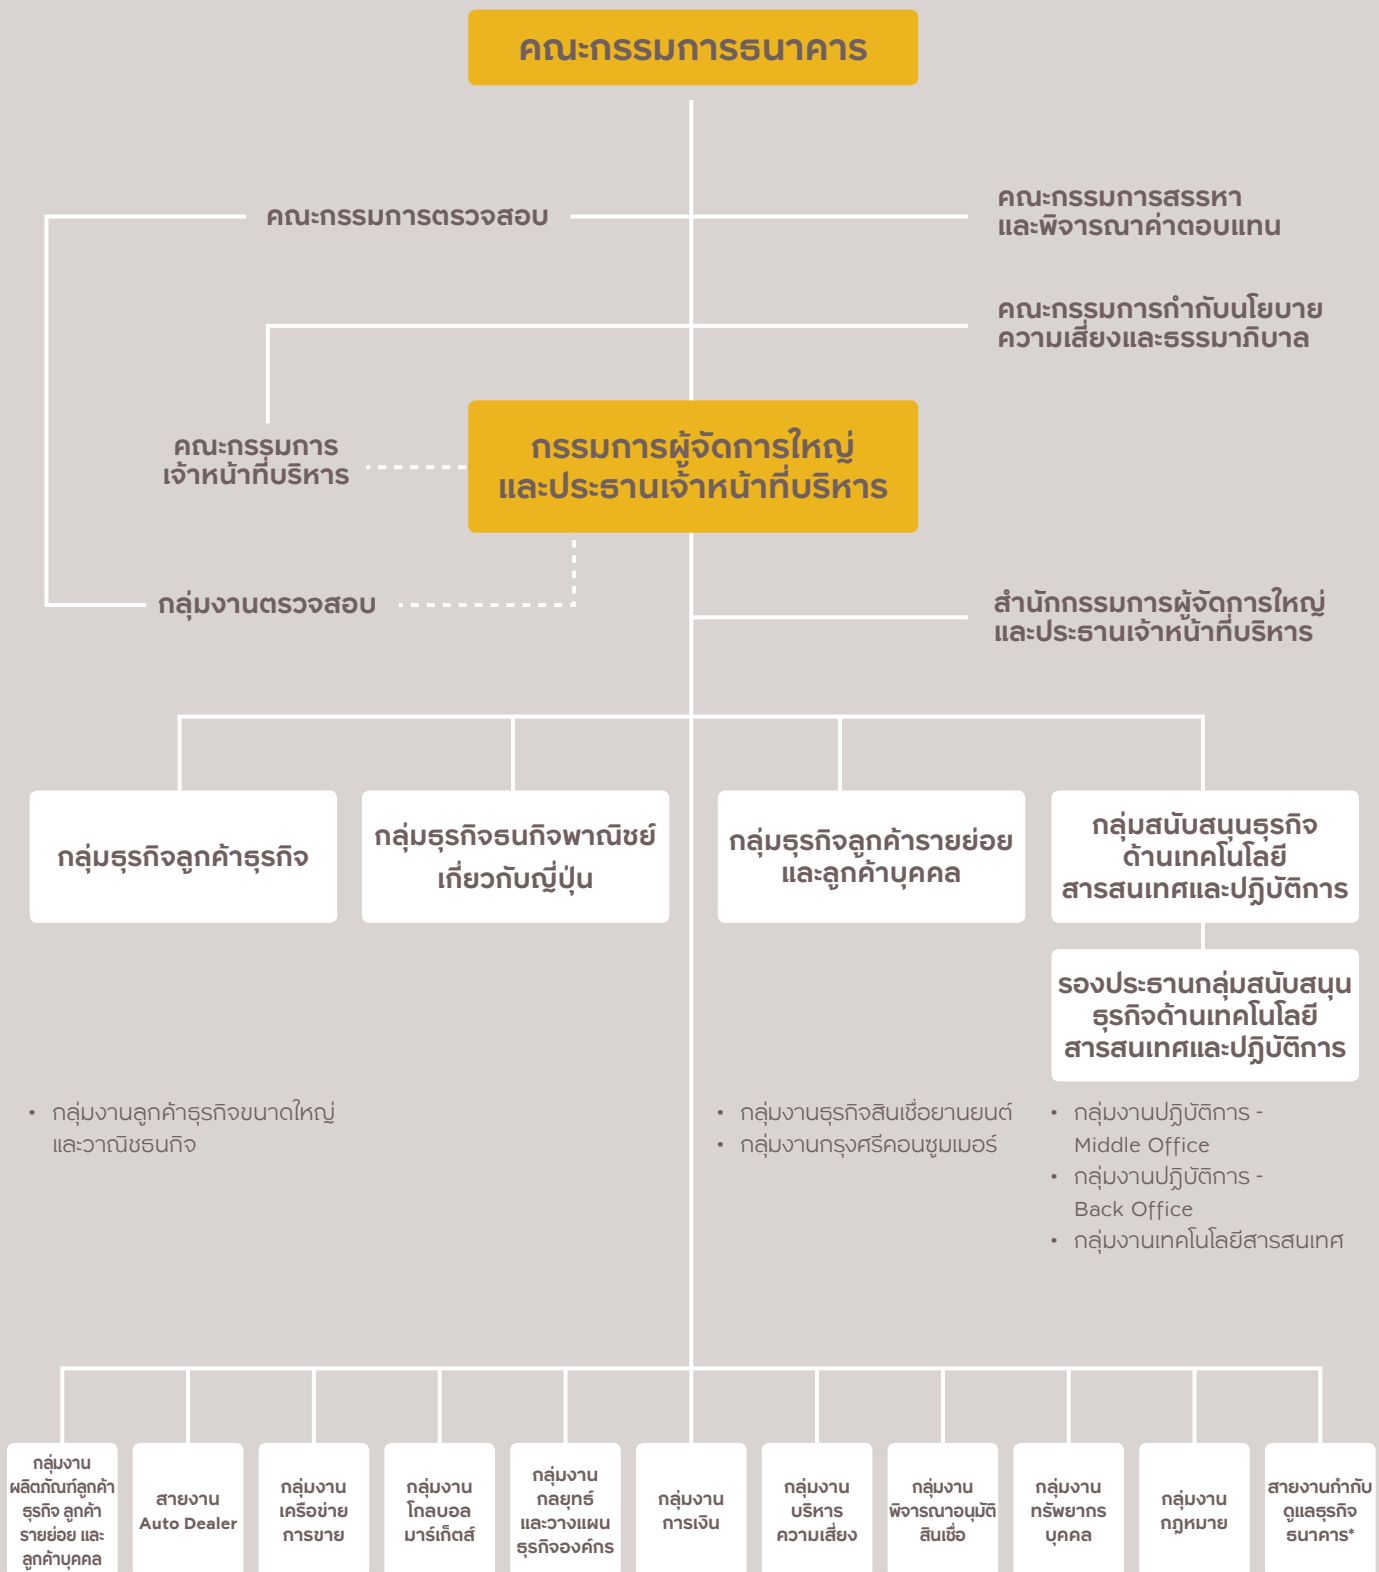 คณะกรรมการธนาคาร
คณะกรรมการตรวจสอบ
คณะกรรมการสรรหา
และพิจารณาค่าตอบแทน
คณะกรรมการกำกับนโยบาย
ความเสี่ยงและธรรมาภิบาล
คณะกรรมการ
เจ้าหน้าที่บริหาร
กรรมการผู้จัดการใหญ่
และประธานเจ้าหน้าที่บริหาร
กลุ่มงานตรวจสอบ
สำนักกรรมการผู้จัดการใหญ่
และประธานเจ้าหน้าที่บริหาร
กลุ่มธุรกิจลูกค้าธุรกิจ
กลุ่มธุรกิจธนกิจพาณิชย์
เกี่ยวกับญี่ปุ่น
กลุ่มธุรกิจลูกค้ารายย่อย
และลูกค้าบุคคล
กลุ่มสนับสนุนธุรกิจ
ด้านเทคโนโลยี
สารสนเทศและปฏิบัติการ
รองประธานกลุ่มสนับสนุน
ธุรกิจด้านเทคโนโลยี
สารสนเทศและปฏิบัติการ
• กลุ่มงานลูกค้าธุรกิจขนาดใหญ่
และวาณิชธนกิจ
• กลุ่มงานธุรกิจสินเชื่อยานยนต์
• กลุ่มงานกรุงศรีคอนซูมเมอร์
• กลุ่มงานปฏิบัติการ -
Middle Office
• กลุ่มงานปฏิบัติการ -
Back Office
• กลุ่มงานเทคโนโลยีสารสนเทศ
กลุ่มงาน
ผลิตภัณฑ์ลูกค้า
ธุรกิจ ลูกค้า
รายย่อย และ
ลูกค้าบุคคล
สายงาน
Auto Dealer
กลุ่มงาน
เครือข่าย
การขาย
กลุ่มงาน
โกลบอล
มาร์เก็ตส์
กลุ่มงาน
กลยุทธ์
และวางแผน
ธุรกิจองค์กร
กลุ่มงาน
การเงิน
กลุ่มงาน
บริหาร
ความเสี่ยง
กลุ่มงาน
พิจารณาอนุมัติ
สินเชื่อ
กลุ่มงาน
ทรัพยากร
บุคคล
กลุ่มงาน
กฎหมาย
สายงานกำกับ
ดูแลธุรกิจ
ธนาคาร*